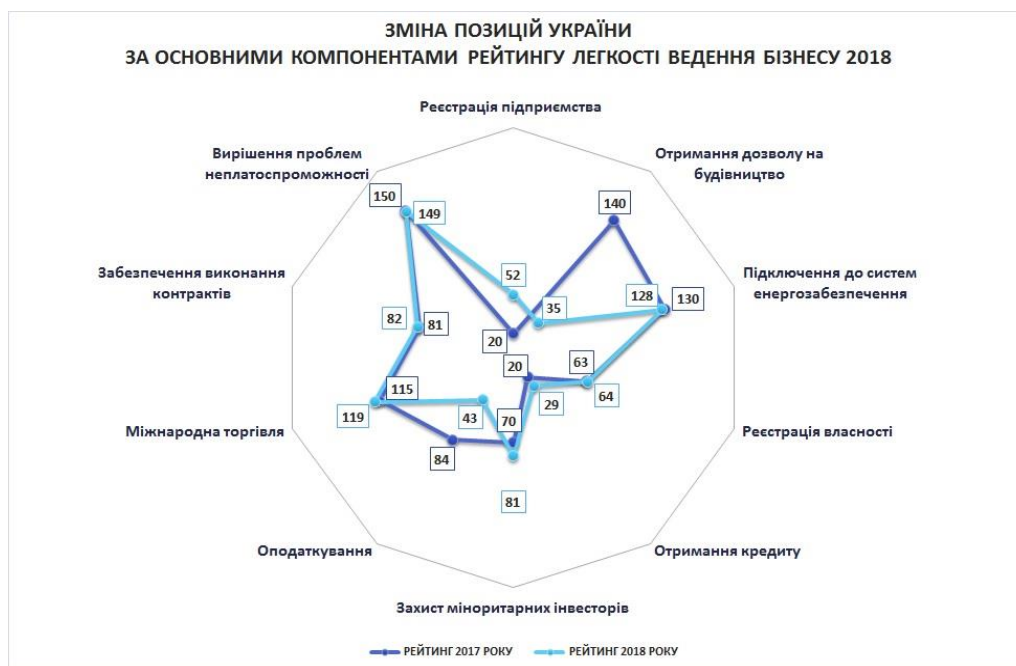 ЗМІНА ПОЗИЦІЙ УКРАЇНИ
ЗА ОСНОВНИМИ КОМПОНЕНТАМИ РЕЙТИНГУ ЛЕГКОСТІ ВЕДЕННЯ БІЗНЕСУ 2018
Реєстрація підприємства
Вирішення проблем
неплатоспроможності
Отримання дозволу на
будівництво
150
149
140
Забезпечення виконання
контрактів
Підключення до систем
енергозабезпечення
52
35
128
130
82
81
20
20
63
64
115
119
43
70
29
Міжнародна торгівля
Реєстрація власності
84
81
Оподаткування
Отримання кредиту
Захист міноритарних інвесторів
РЕЙТИНГ 2017 РОКУ
РЕЙТИНГ 2018 РОКУ